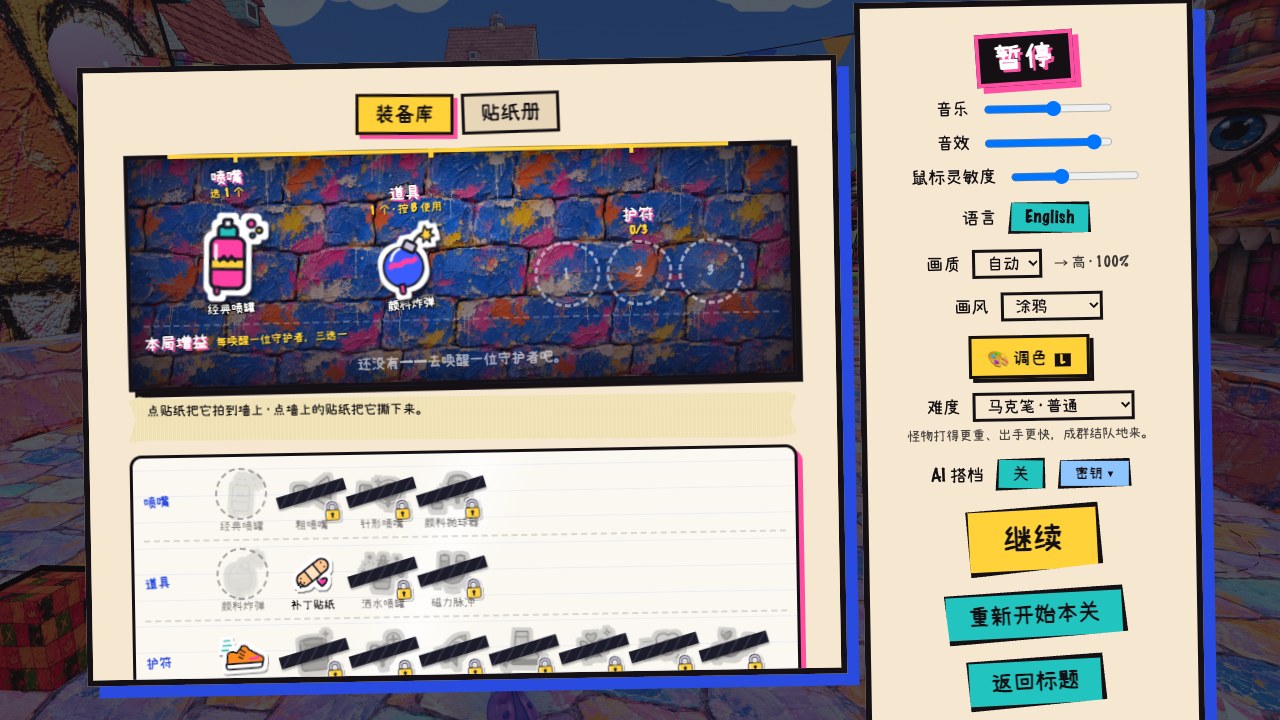 装备库
贴纸册
喷嘴
选 1 个
经典喷罐
道具
1 个·按 B 使用
颜料炸弹
护符
0/3
1
2
3
本局增益 每唤醒一位守护者，三选一
还没有——去唤醒一位守护者吧。
点贴纸把它拍到墙上·点墙上的贴纸把它撕下来。
喷嘴
经典喷罐
粗喷嘴
针形喷嘴
颜料抛球器
道具
颜料炸弹
补丁贴纸
洒水喷罐
磁力脉冲
护符
暂停
音乐
音效
鼠标灵敏度
语言 English
画质 自动 → 高·100%
画风 涂鸦
调色 L
难度 马克笔·普通
怪物打得更重、出手更快，成群结队地来。
AI 搭档 关 密钥 ▾
继续
重新开始本关
返回标题